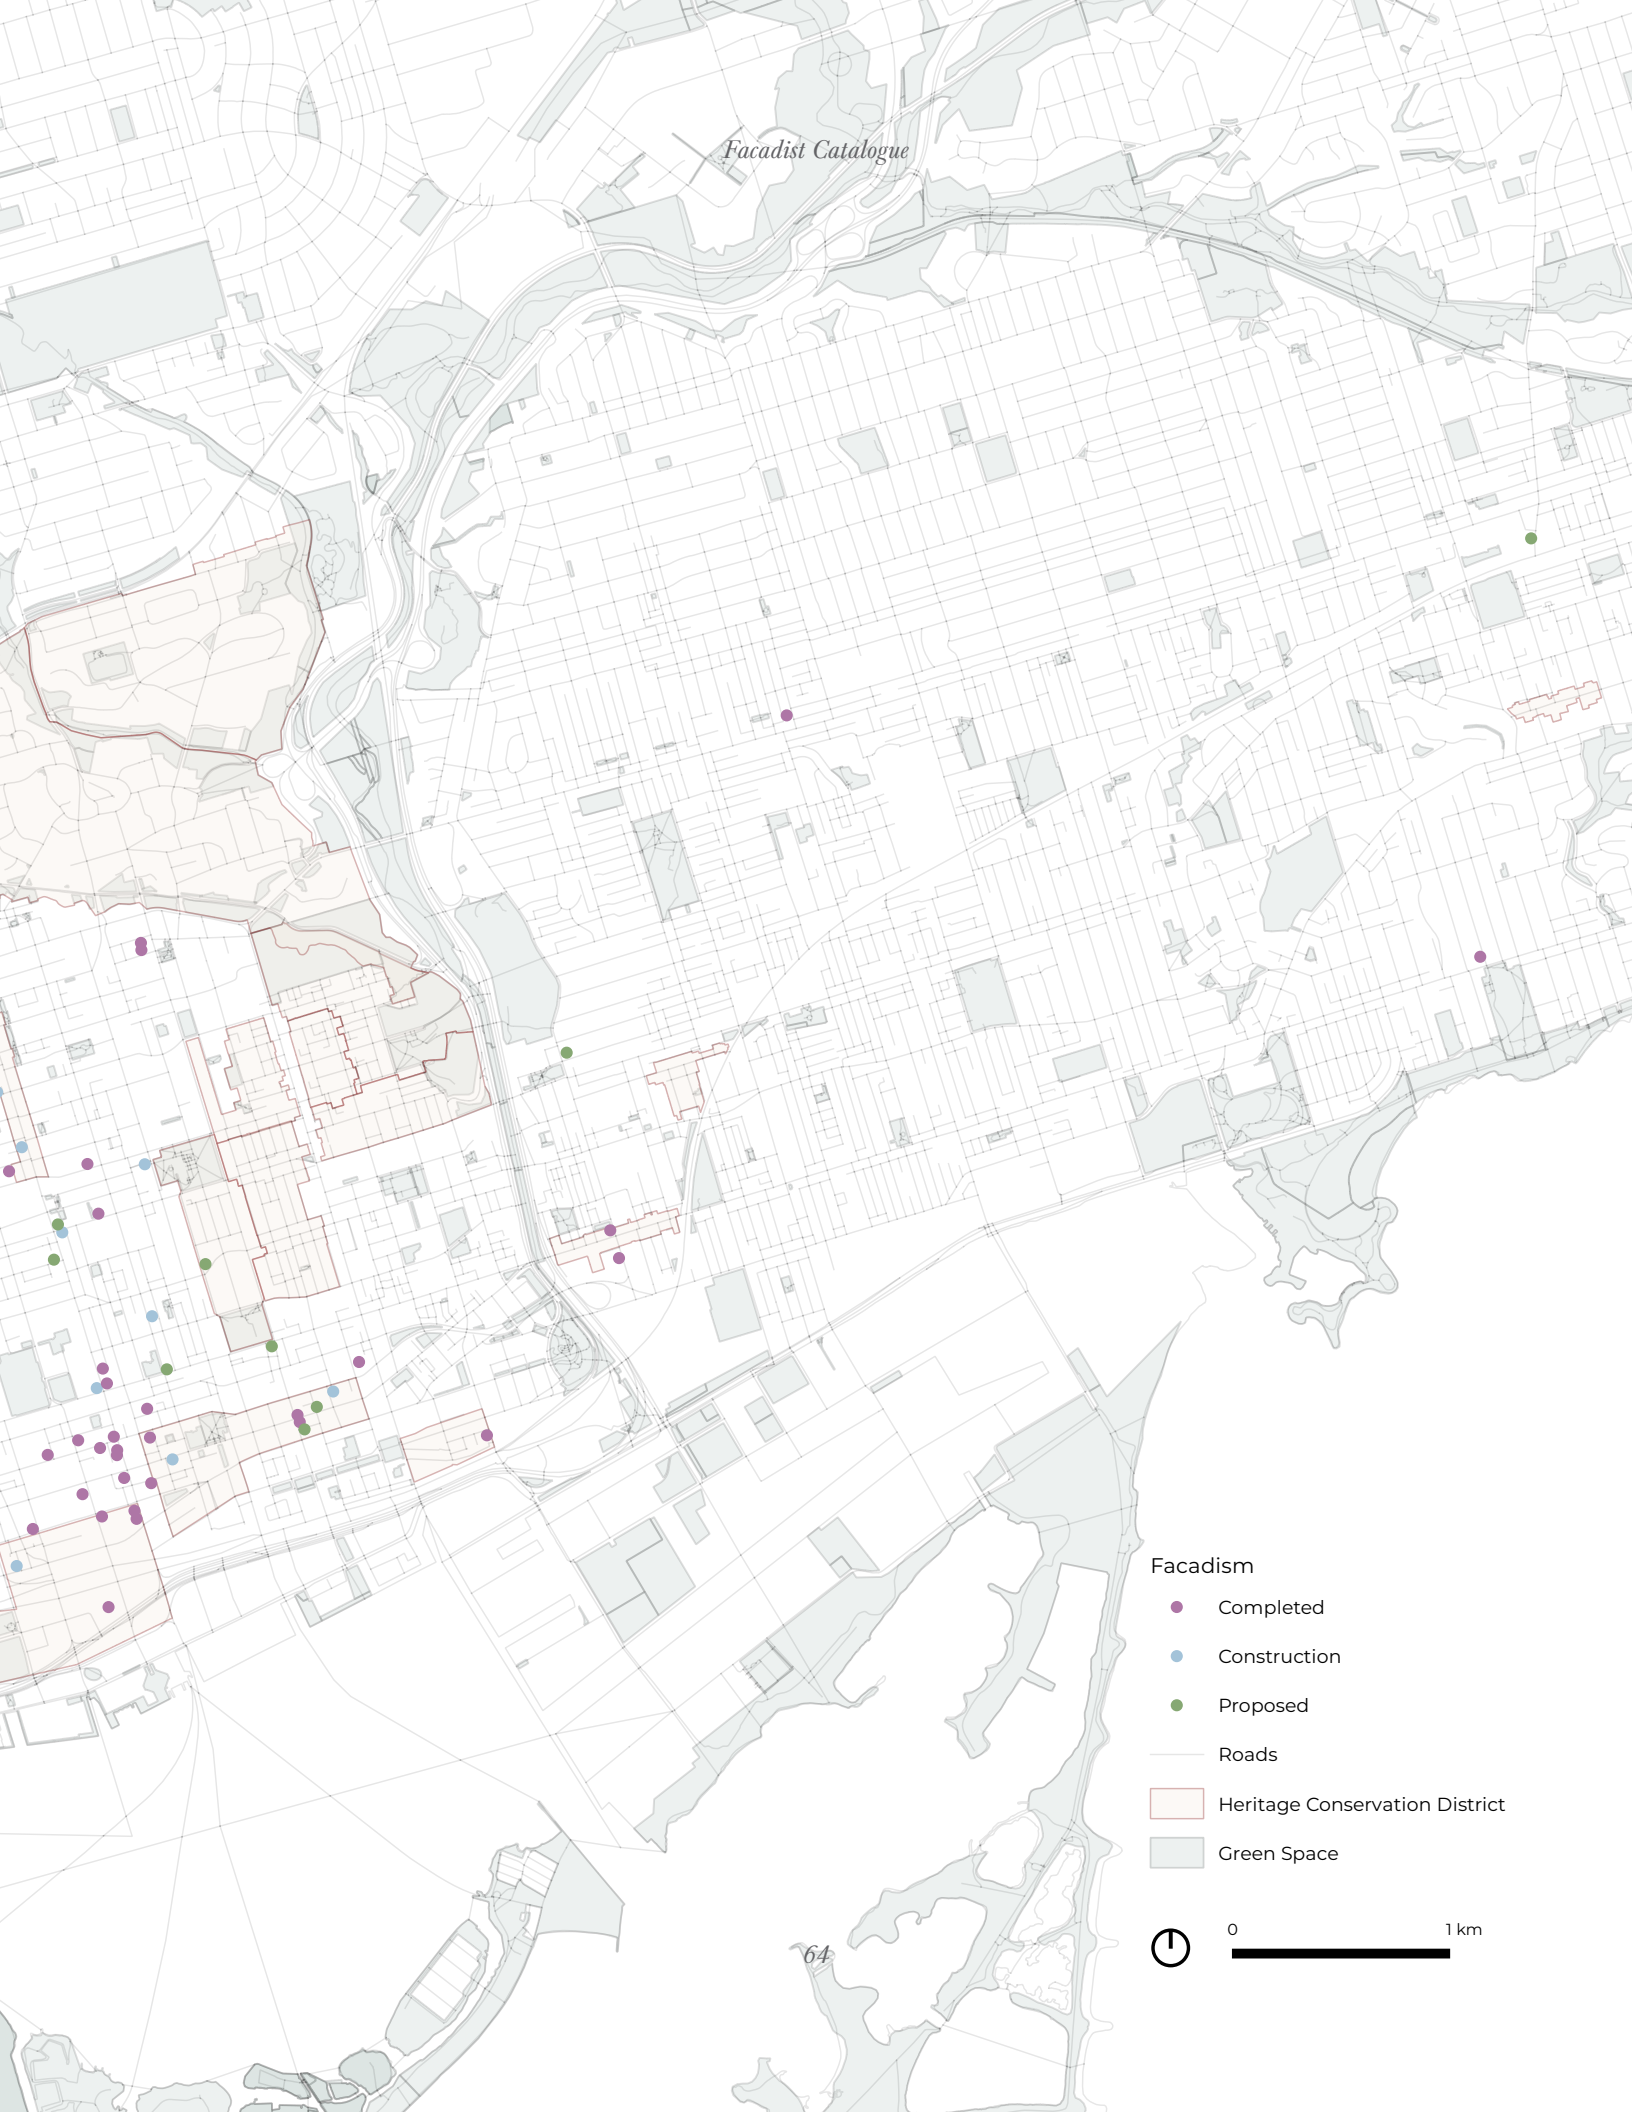 Facadist Catalogue
Facadism
Completed
Construction
Proposed
Roads
Heritage Conservation District
Green Space
0 1 km
64